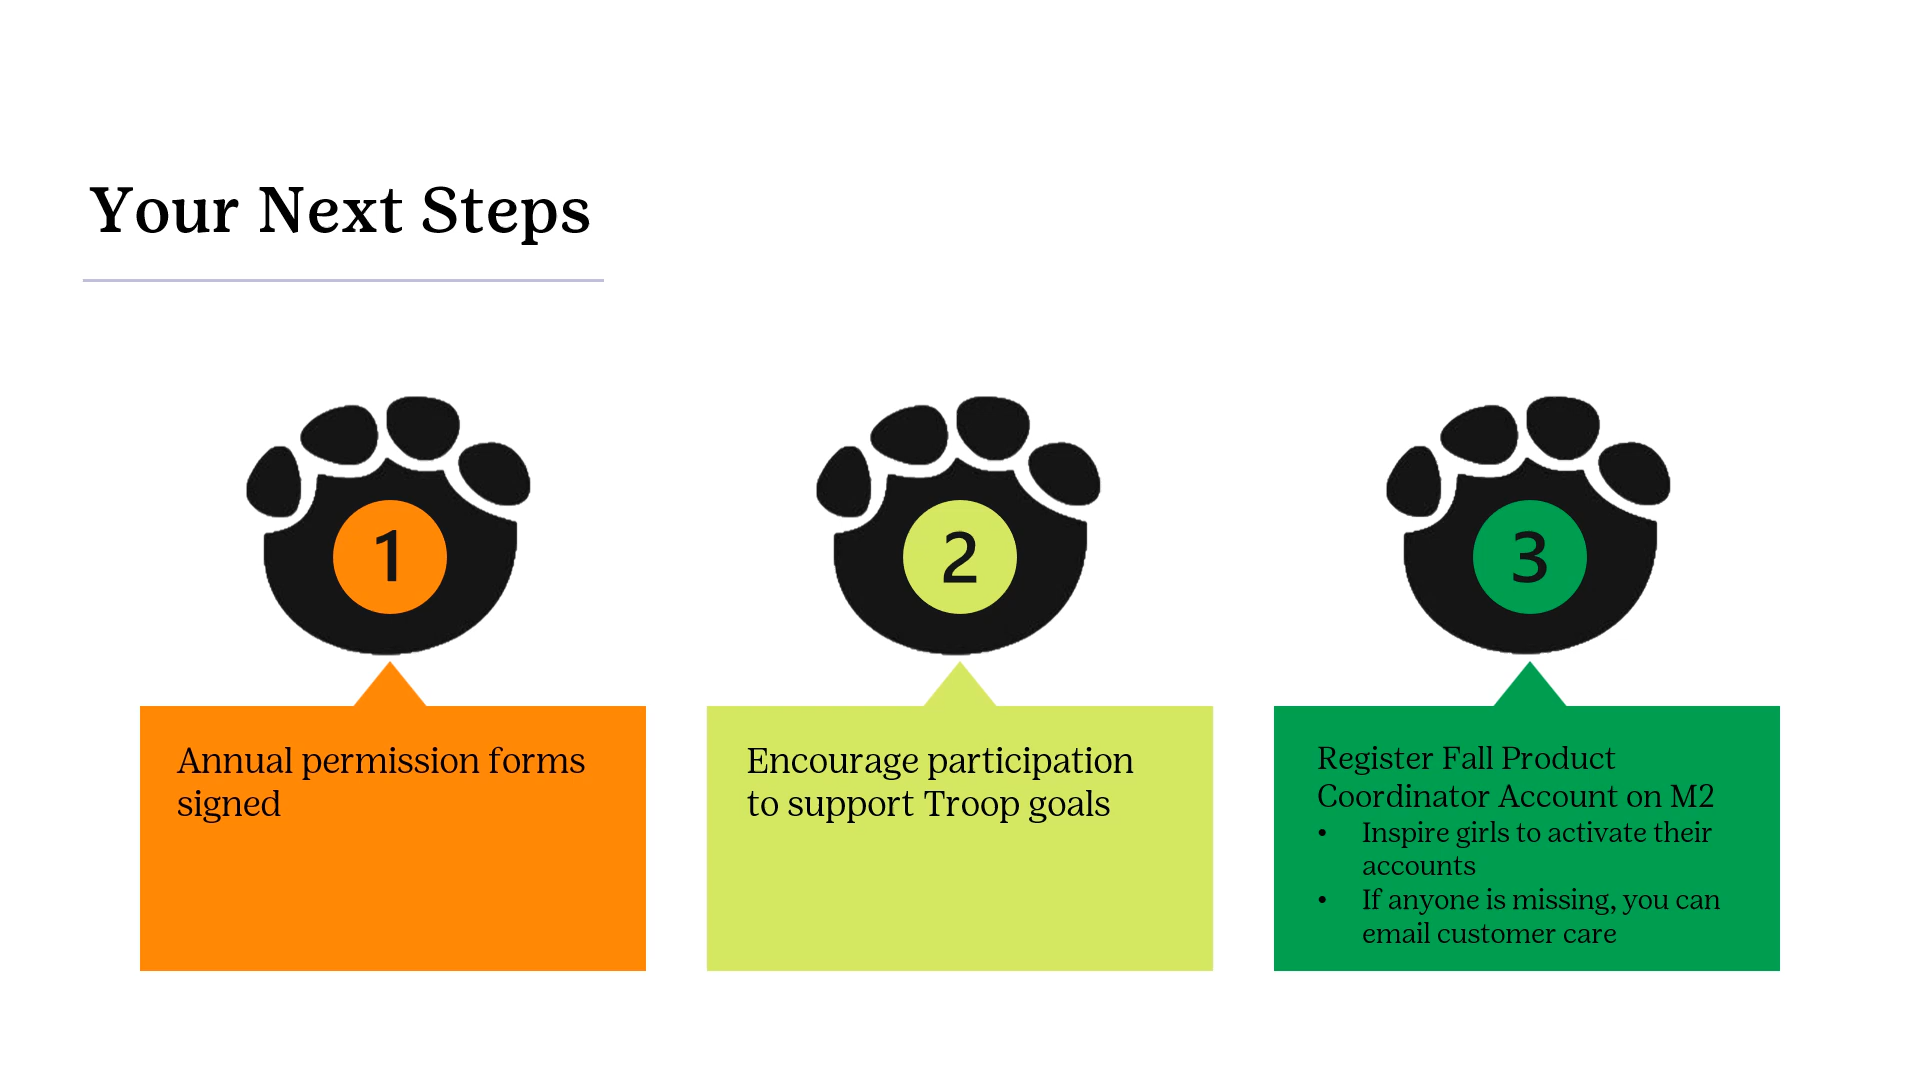 Your Next Steps
1
2
3
Annual permission forms
signed
Encourage participation
to support Troop goals
Register Fall Product
Coordinator Account on M2
• Inspire girls to activate their
accounts
• If anyone is missing, you can
email customer care